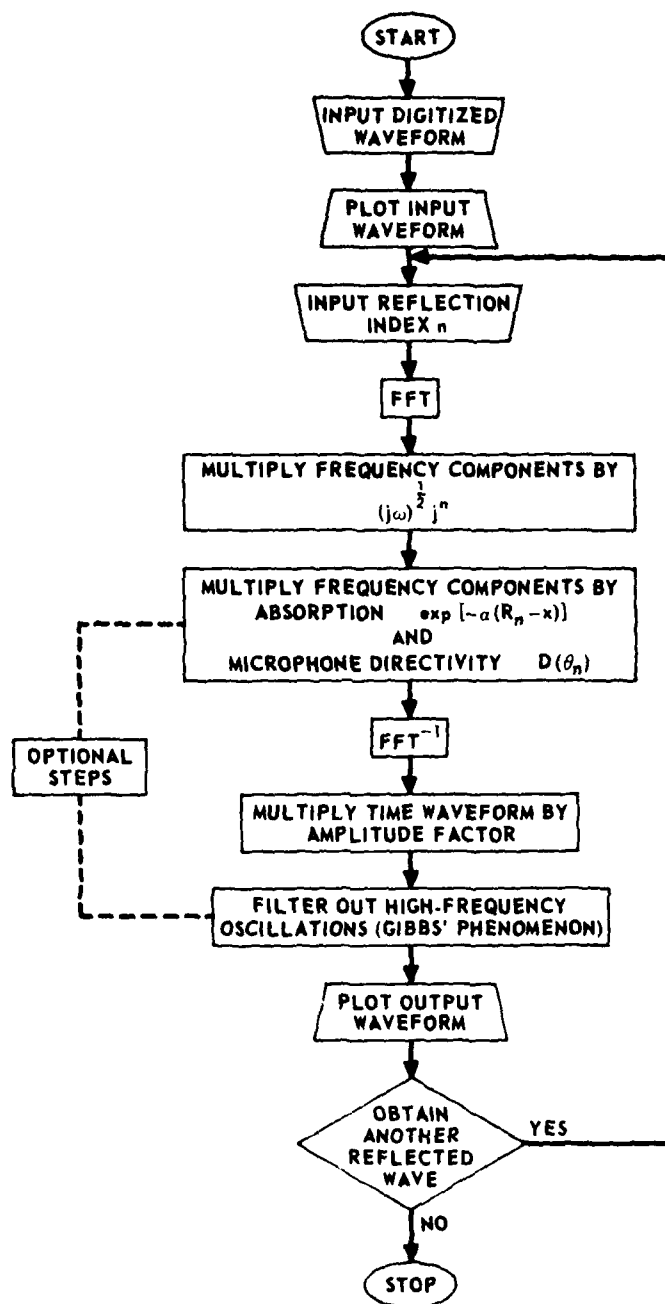 START
INPUT DIGITIZED
WAVEFORM
PLOT INPUT
WAVEFORM
INPUT REFLECTION
INDEX n
FFT
MULTIPLY FREQUENCY COMPONENTS BY
(jω)^{1/2} j^n
MULTIPLY FREQUENCY COMPONENTS BY
ABSORPTION exp [-α(R_n-x)]
AND
MICROPHONE DIRECTIVITY D(θ_n)
FFT^{-1}
OPTIONAL
STEPS
MULTIPLY TIME WAVEFORM BY
AMPLITUDE FACTOR
FILTER OUT HIGH-FREQUENCY
OSCILLATIONS (GIBBS' PHENOMENON)
PLOT OUTPUT
WAVEFORM
OBTAIN
ANOTHER
REFLECTED
WAVE
YES
NO
STOP